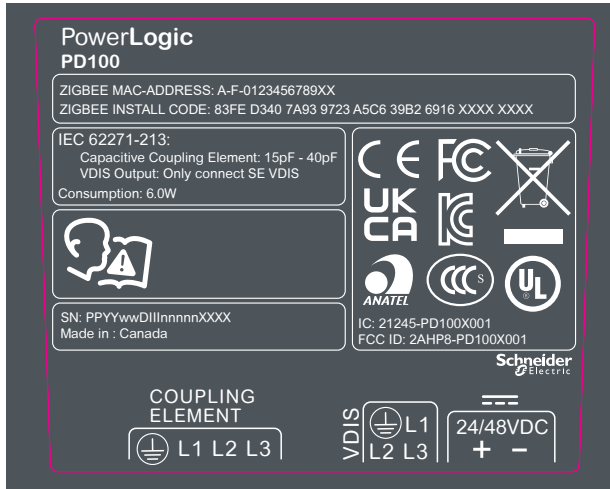 PowerLogic
PD100
ZIGBEE MAC-ADDRESS: A-F-0123456789XX
ZIGBEE INSTALL CODE: 83FE D340 7A93 9723 A5C6 39B2 6916 XXXX XXXX
IEC 62271-213:
Capacitive Coupling Element: 15pF - 40pF
VDIS Output: Only connect SE VDIS
Consumption: 6.0W
CE FC
UK
CA
ANATEL
CCC S
UL
®
SN: PPYYwwDIIInnnnnXXXX
Made in : Canada
IC: 21245-PD100X001
FCC ID: 2AHP8-PD100X001
Schneider
Electric
COUPLING
ELEMENT
L1 L2 L3
VDIS
L1
L2 L3
24/48VDC
+ −